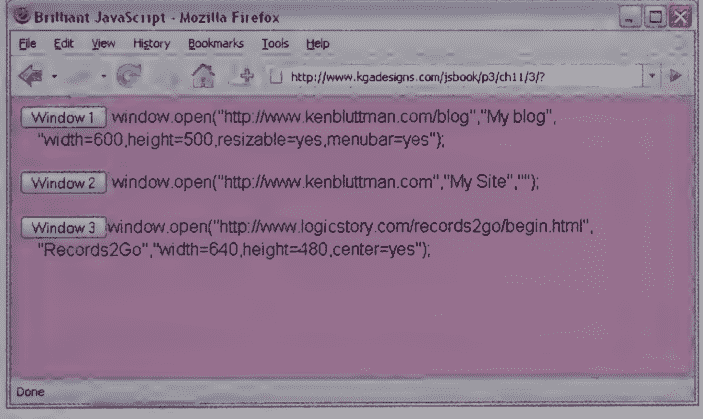 Brilliant JavaScript - Mozilla Firefox
File Edit View History Bookmarks Tools Help
http://www.kgadesigns.com/jsbook/p3/ch11/3/?
Window 1 window.open("http://www.kenbluttman.com/blog","My blog",
"width=600,height=500,resizable=yes,menubar=yes");
Window 2 window.open("http://www.kenbluttman.com","My Site","");
Window 3 window.open("http://www.logicstory.com/records2go/begin.html",
"Records2Go","width=640,height=480,center=yes");
Done